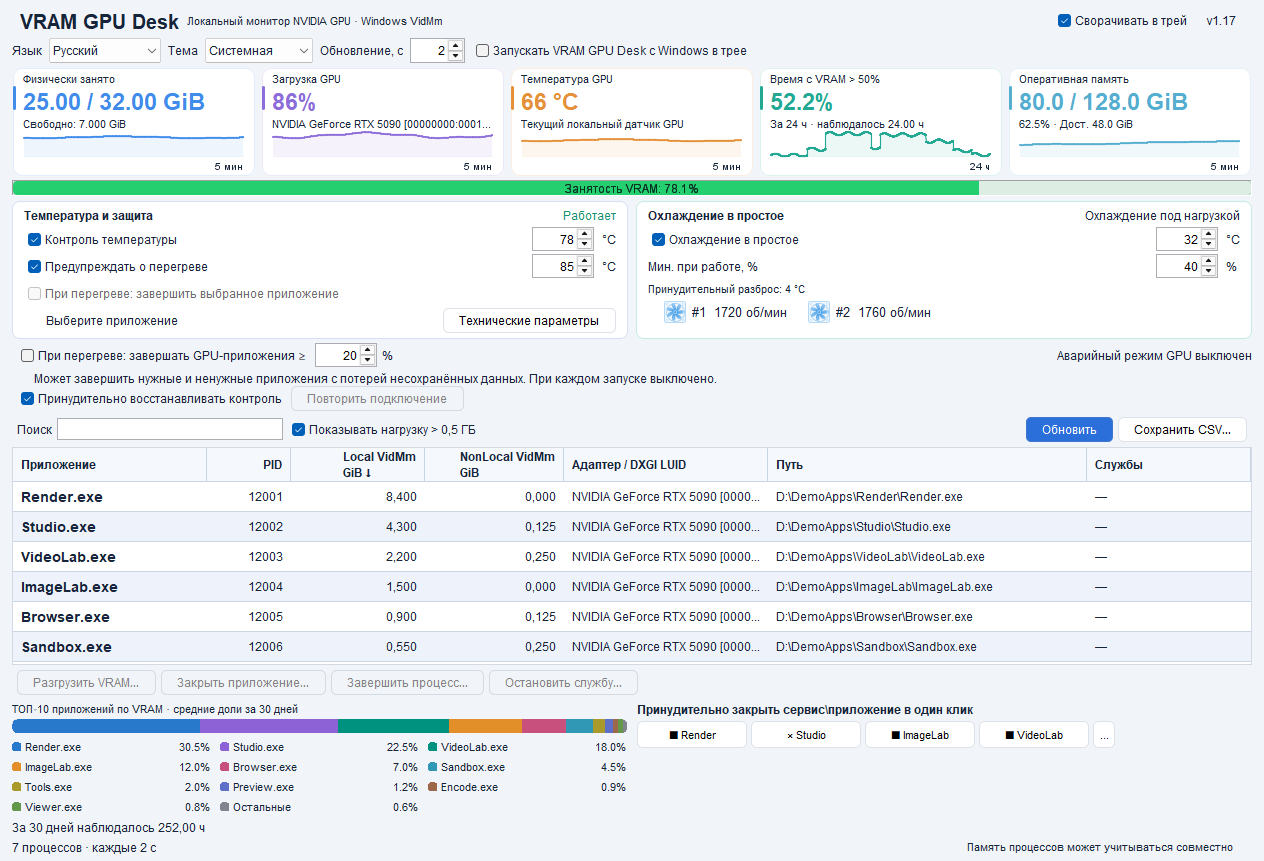 VRAM GPU Desk Локальный монитор NVIDIA GPU · Windows VidMm Сворачивать в трей v1.17
Язык Русский Тема Системная Обновление, с 2 Запускать VRAM GPU Desk с Windows в трее
Физически занято
25.00 / 32.00 GiB
Свободно: 7.000 GiB
5 мин
Загрузка GPU
86%
NVIDIA GeForce RTX 5090 [00000000:0001...
5 мин
Температура GPU
66 °C
Текущий локальный датчик GPU
5 мин
Время с VRAM > 50%
52.2%
За 24 ч · наблюдалось 24.00 ч
24 ч
Оперативная память
80.0 / 128.0 GiB
62.5% · Дост. 48.0 GiB
5 мин
Занятость VRAM: 78.1%
Температура и защита Работает
Контроль температуры 78 °C
Предупреждать о перегреве 85 °C
При перегреве: завершить выбранное приложение
Выберите приложение Технические параметры
Охлаждение в простое Охлаждение под нагрузкой
Охлаждение в простое 32 °C
Мин. при работе, % 40 %
Принудительный разброс: 4 °C
#1 1720 об/мин #2 1760 об/мин
При перегреве: завершать GPU-приложения ≥ 20 % Аварийный режим GPU выключен
Может завершить нужные и ненужные приложения с потерей несохранённых данных. При каждом запуске выключено.
Принудительно восстанавливать контроль Повторить подключение
Поиск Показывать нагрузку > 0,5 ГБ Обновить Сохранить CSV...
Приложение PID Local VidMm GiB ↓ NonLocal VidMm GiB Адаптер / DXGI LUID Путь Службы
Render.exe 12001 8,400 0,000 NVIDIA GeForce RTX 5090 [0000... D:\DemoApps\Render\Render.exe —
Studio.exe 12002 4,300 0,125 NVIDIA GeForce RTX 5090 [0000... D:\DemoApps\Studio\Studio.exe —
VideoLab.exe 12003 2,200 0,250 NVIDIA GeForce RTX 5090 [0000... D:\DemoApps\VideoLab\VideoLab.exe —
ImageLab.exe 12004 1,500 0,000 NVIDIA GeForce RTX 5090 [0000... D:\DemoApps\ImageLab\ImageLab.exe —
Browser.exe 12005 0,900 0,125 NVIDIA GeForce RTX 5090 [0000... D:\DemoApps\Browser\Browser.exe —
Sandbox.exe 12006 0,550 0,250 NVIDIA GeForce RTX 5090 [0000... D:\DemoApps\Sandbox\Sandbox.exe —
Разгрузить VRAM... Закрыть приложение... Завершить процесс... Остановить службу...
ТОП-10 приложений по VRAM · средние доли за 30 дней
Render.exe 30.5% Studio.exe 22.5% VideoLab.exe 18.0%
ImageLab.exe 12.0% Browser.exe 7.0% Sandbox.exe 4.5%
Tools.exe 2.0% Preview.exe 1.2% Encode.exe 0.9%
Viewer.exe 0.8% Остальные 0.6%
За 30 дней наблюдалось 252,00 ч
Принудительно закрыть сервис\приложение в один клик
■ Render × Studio ■ ImageLab ■ VideoLab ...
7 процессов · каждые 2 с Память процессов может учитываться совместно